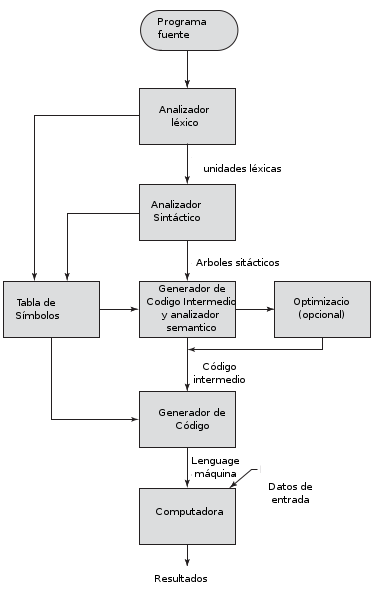 Programa
fuente
Analizador
léxico
unidades léxicas
Analizador
Sintáctico
Arboles sitácticos
Tabla de
Símbolos
Generador de
Codigo Intermedio
y analizador
semantico
Optimizacio
(opcional)
Código
intermedio
Generador de
Código
Lenguage
máquina
Datos de
entrada
Computadora
Resultados